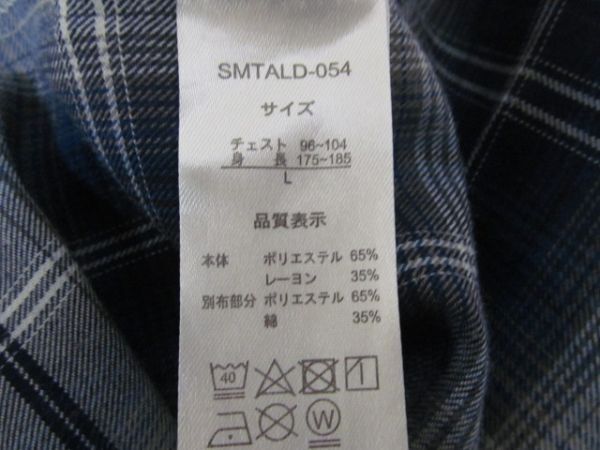 SMTALD-054
サイズ
チェスト 96~104
身 長 175~185
L
品質表示
本体 ポリエステル 65%
レーヨン 35%
別布部分 ポリエステル 65%
綿 35%
40
W